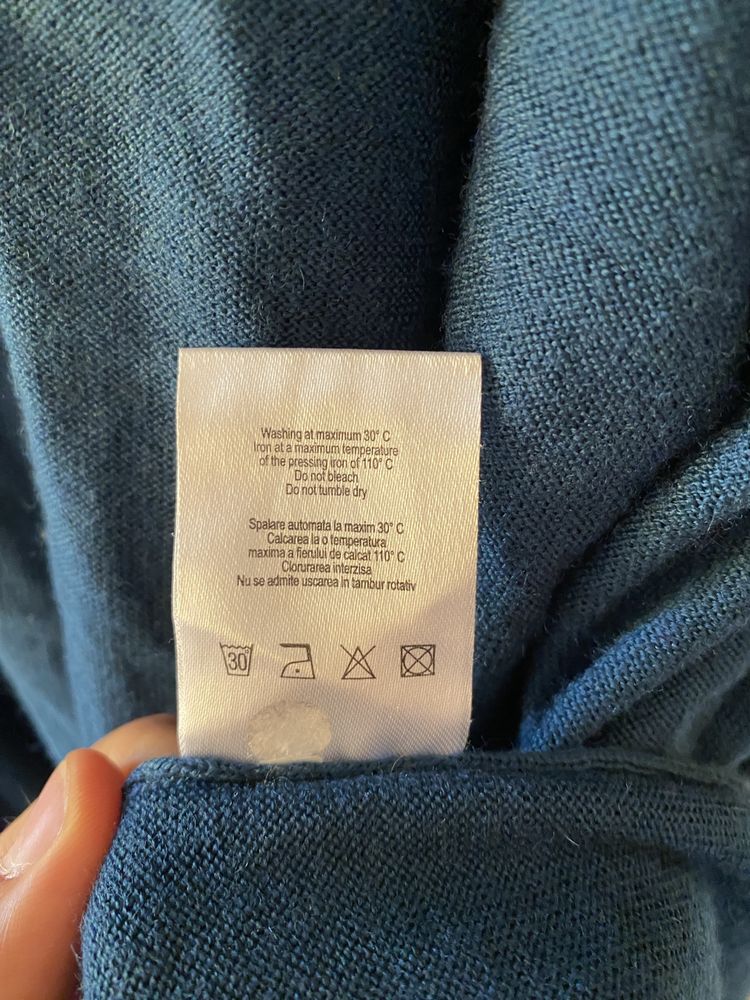 Washing at maximum 30° C
Iron at a maximum temperature
of the pressing iron of 110° C
Do not bleach
Do not tumble dry
Spalare automata la maxim 30° C
Calcarea la o temperatura
maxima a fierului de calcat 110° C
Clorurarea interzisa
Nu se admite uscarea in tambur rotativ
30°